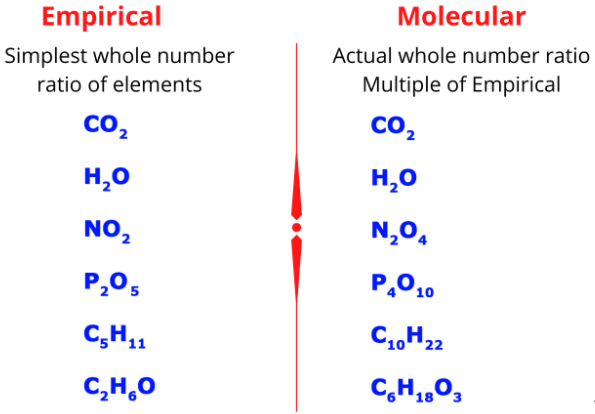 Empirical
Simplest whole number
ratio of elements
CO₂
H₂O
NO₂
P₂O₅
C₅H₁₁
C₂H₆O
Molecular
Actual whole number ratio
Multiple of Empirical
CO₂
H₂O
N₂O₄
P₄O₁₀
C₁₀H₂₂
C₆H₁₈O₃